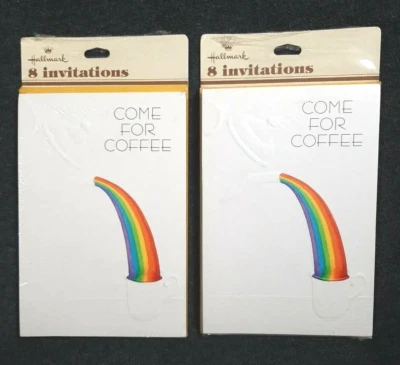 Hallmark
8 invitations
COME
FOR
COFFEE
Hallmark
8 invitations
COME
FOR
COFFEE